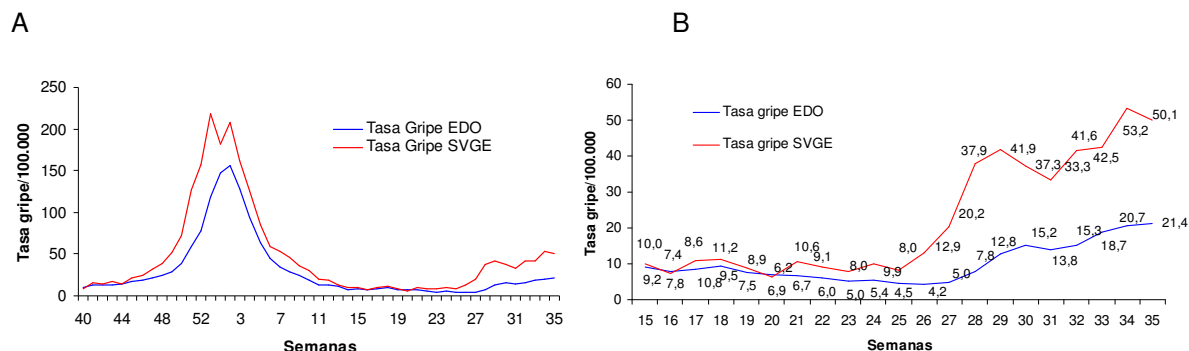 A
B
Tasa gripe/100.000
250
200
150
100
50
0
Tasa Gripe EDO
Tasa Gripe SVGE
40 44 48 52 3 7 11 15 19 23 27 31 35
Semanas
Tasa gripe/100.000
60
50
40
30
20
10
0
Tasa gripe EDO
Tasa gripe SVGE
10,0 7,4 8,6 11,2 8,9 6,2 10,6 9,1 8,0 9,9 8,0 12,9 20,2 37,9 41,9 37,3 33,3 41,6 42,5 53,2 50,1
9,2 7,8 10,8 9,5 7,5 6,9 6,7 6,0 5,0 5,4 4,5 4,2 5,0 7,8 12,8 15,2 13,8 15,3 18,7 20,7 21,4
15 16 17 18 19 20 21 22 23 24 25 26 27 28 29 30 31 32 33 34 35
Semanas